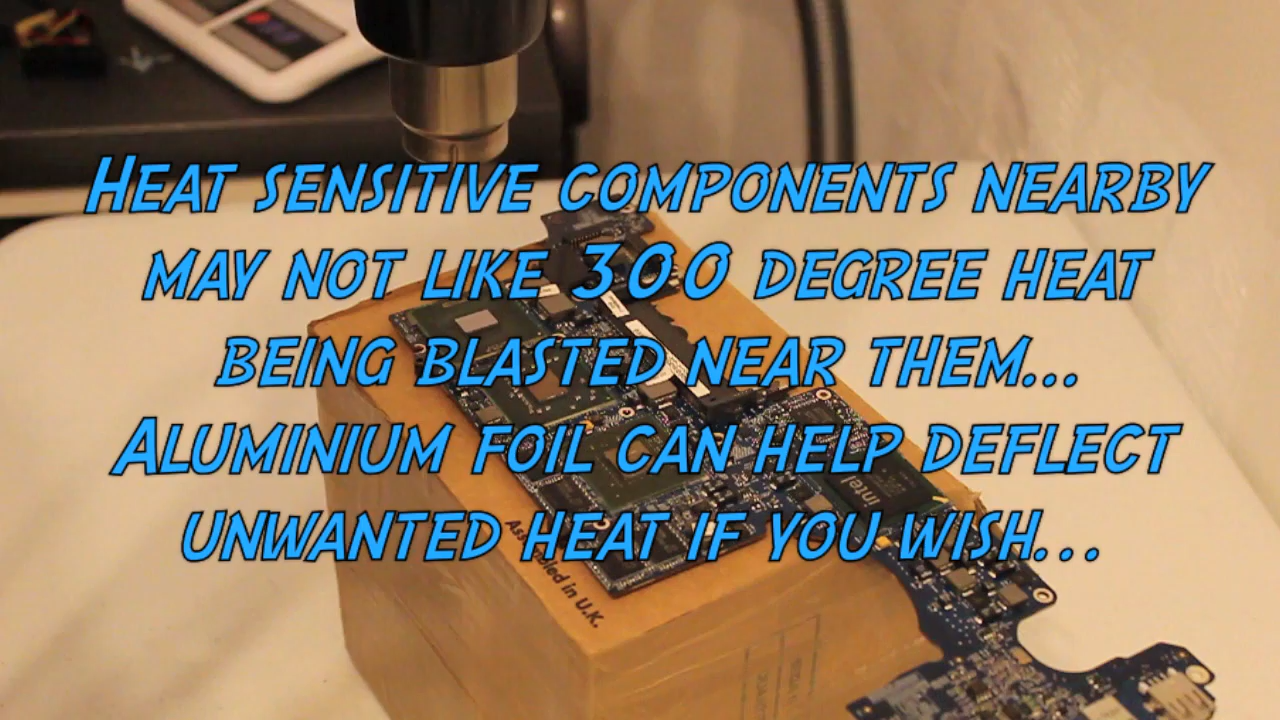 Heat sensitive components nearby
may not like 300 degree heat
being blasted near them...
Aluminium foil can help deflect
unwanted heat if you wish...
intel
Assembled in U.K.